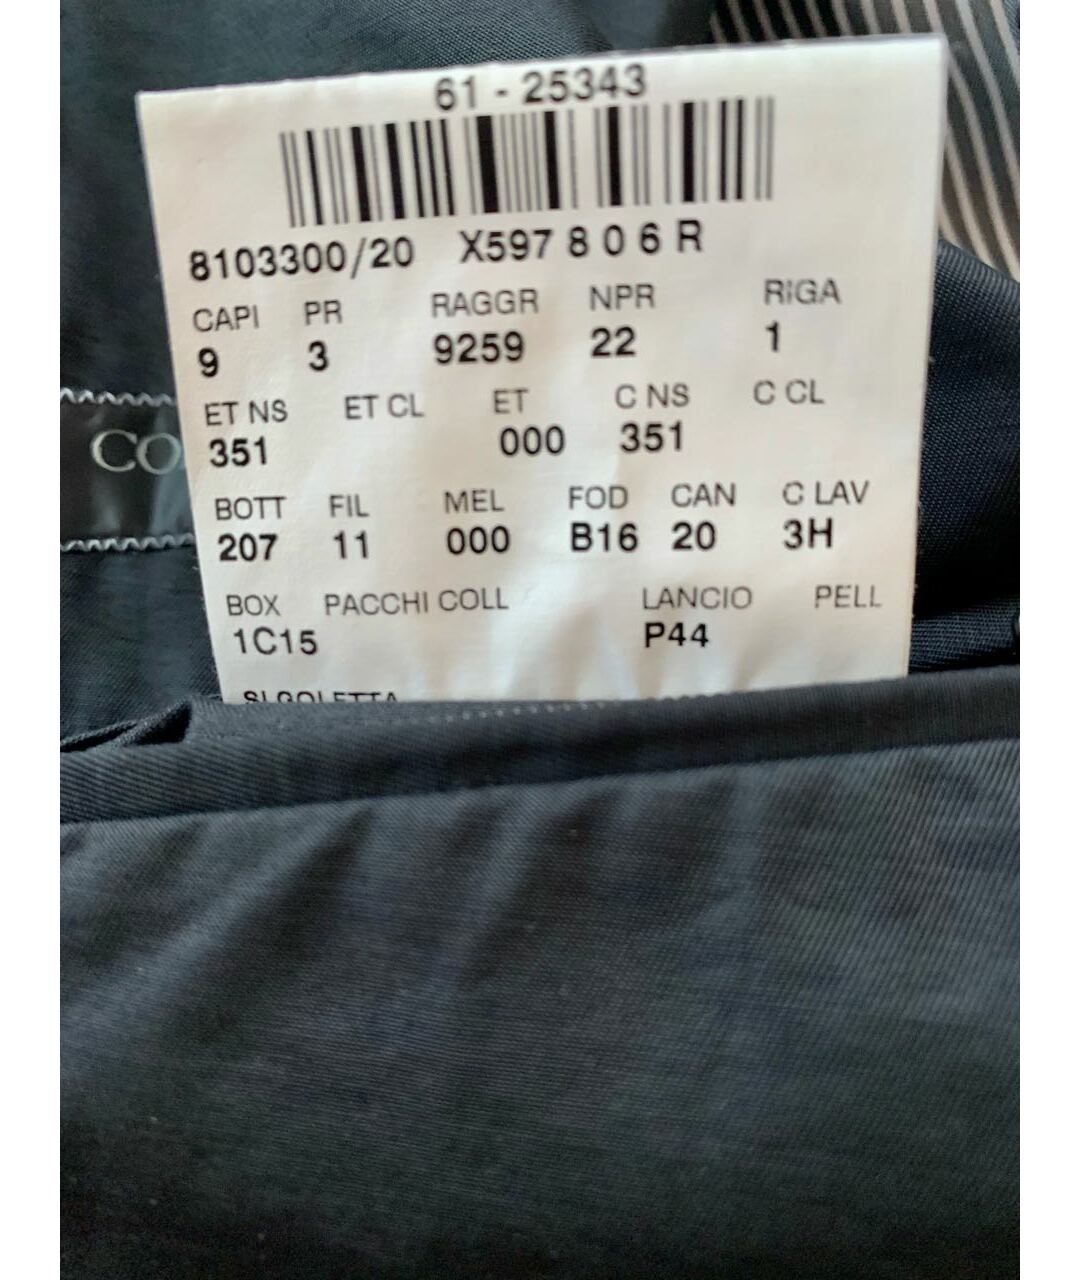 61 - 25343
8103300/20 X597 8 0 6 R
CAPI PR RAGGR NPR RIGA
9 3 9259 22 1
ET NS ET CL ET C NS C CL
351 000 351
CO
BOTT FIL MEL FOD CAN C LAV
207 11 000 B16 20 3H
BOX PACCHI COLL LANCIO PELL
1C15 P44